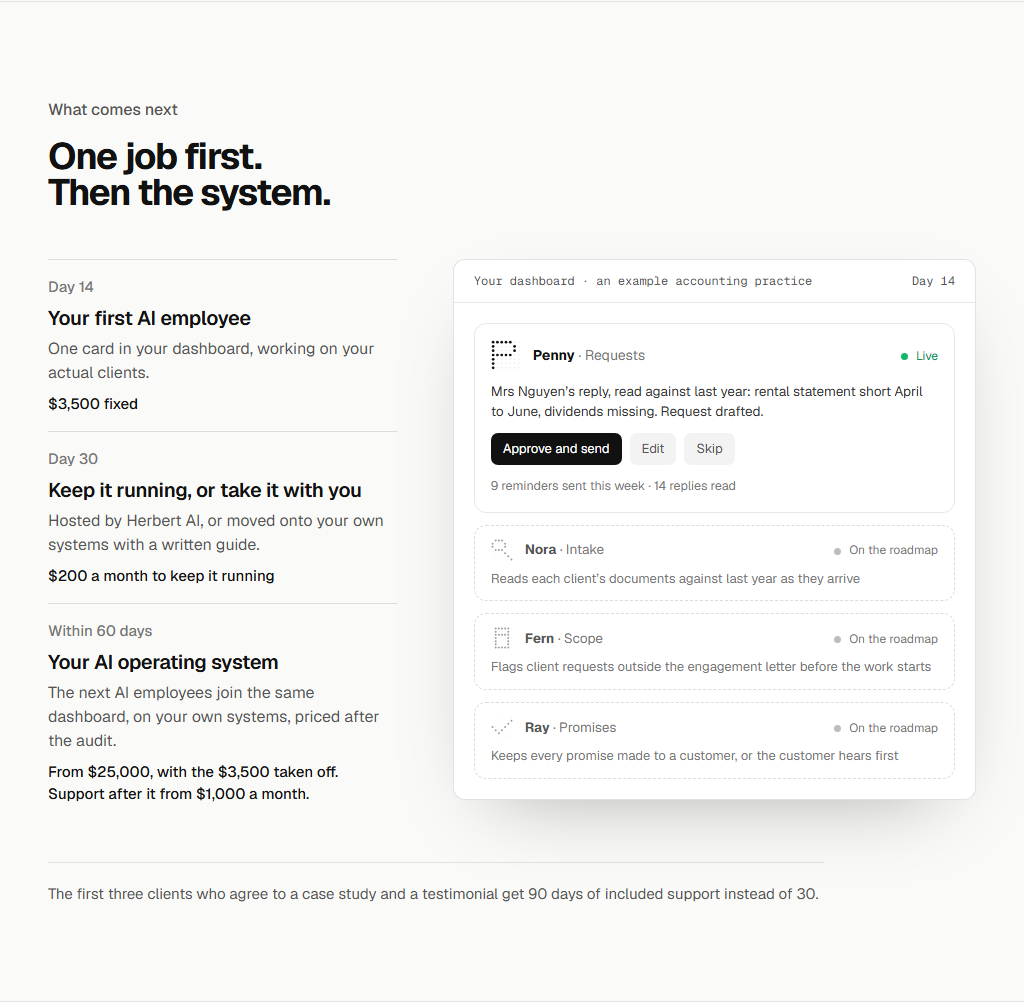 What comes next
One job first.
Then the system.
Day 14
Your first AI employee
One card in your dashboard, working on your
actual clients.
$3,500 fixed
Day 30
Keep it running, or take it with you
Hosted by Herbert AI, or moved onto your own
systems with a written guide.
$200 a month to keep it running
Within 60 days
Your AI operating system
The next AI employees join the same
dashboard, on your own systems, priced after
the audit.
From $25,000, with the $3,500 taken off.
Support after it from $1,000 a month.
Your dashboard · an example accounting practice Day 14
Penny · Requests Live
Mrs Nguyen’s reply, read against last year: rental statement short April
to June, dividends missing. Request drafted.
Approve and send Edit Skip
9 reminders sent this week · 14 replies read
Nora · Intake On the roadmap
Reads each client’s documents against last year as they arrive
Fern · Scope On the roadmap
Flags client requests outside the engagement letter before the work starts
Ray · Promises On the roadmap
Keeps every promise made to a customer, or the customer hears first
The first three clients who agree to a case study and a testimonial get 90 days of included support instead of 30.